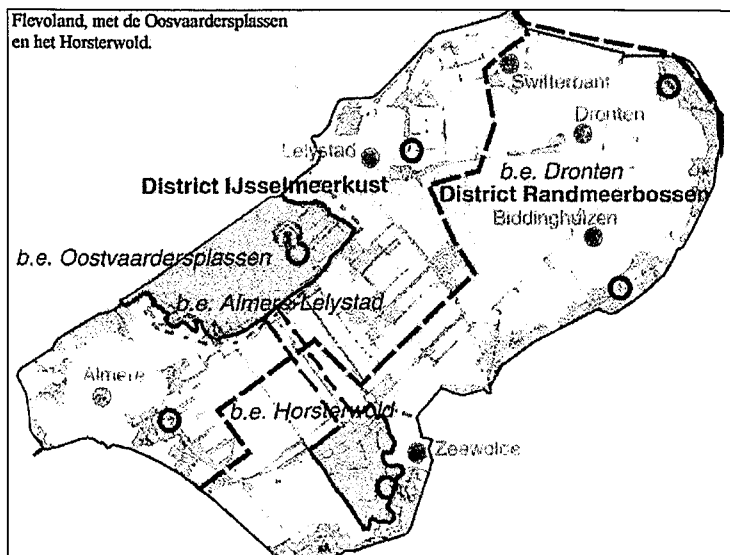 Flevoland, met de Oosvaardersplassen
en het Horsterwold.
Swifterbant
Dronten
Lelystad
b.e. Dronten
District IJsselmeerkust
District Randmeerbossen
Biddinghuizen
b.e. Oostvaardersplassen
b.e. Almere-Lelystad
Almere
b.e. Horsterwold
Zeewolde